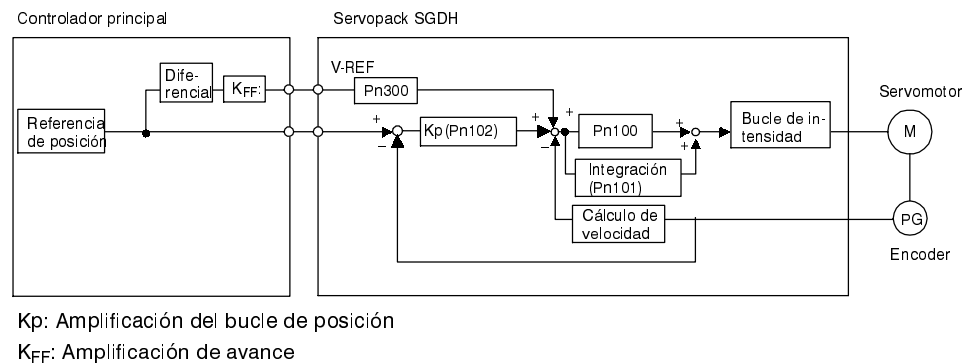 Controlador principal
Servopack SGDH
V-REF
Dife-
rencial
KFF:
Pn300
Servomotor
Referencia
de posición
+
−
Kp (Pn102)
+
+
−
Pn100
+
+
Bucle de in-
tensidad
M
Integración
(Pn101)
Cálculo de
velocidad
PG
Encoder
Kp: Amplificación del bucle de posición
KFF: Amplificación de avance